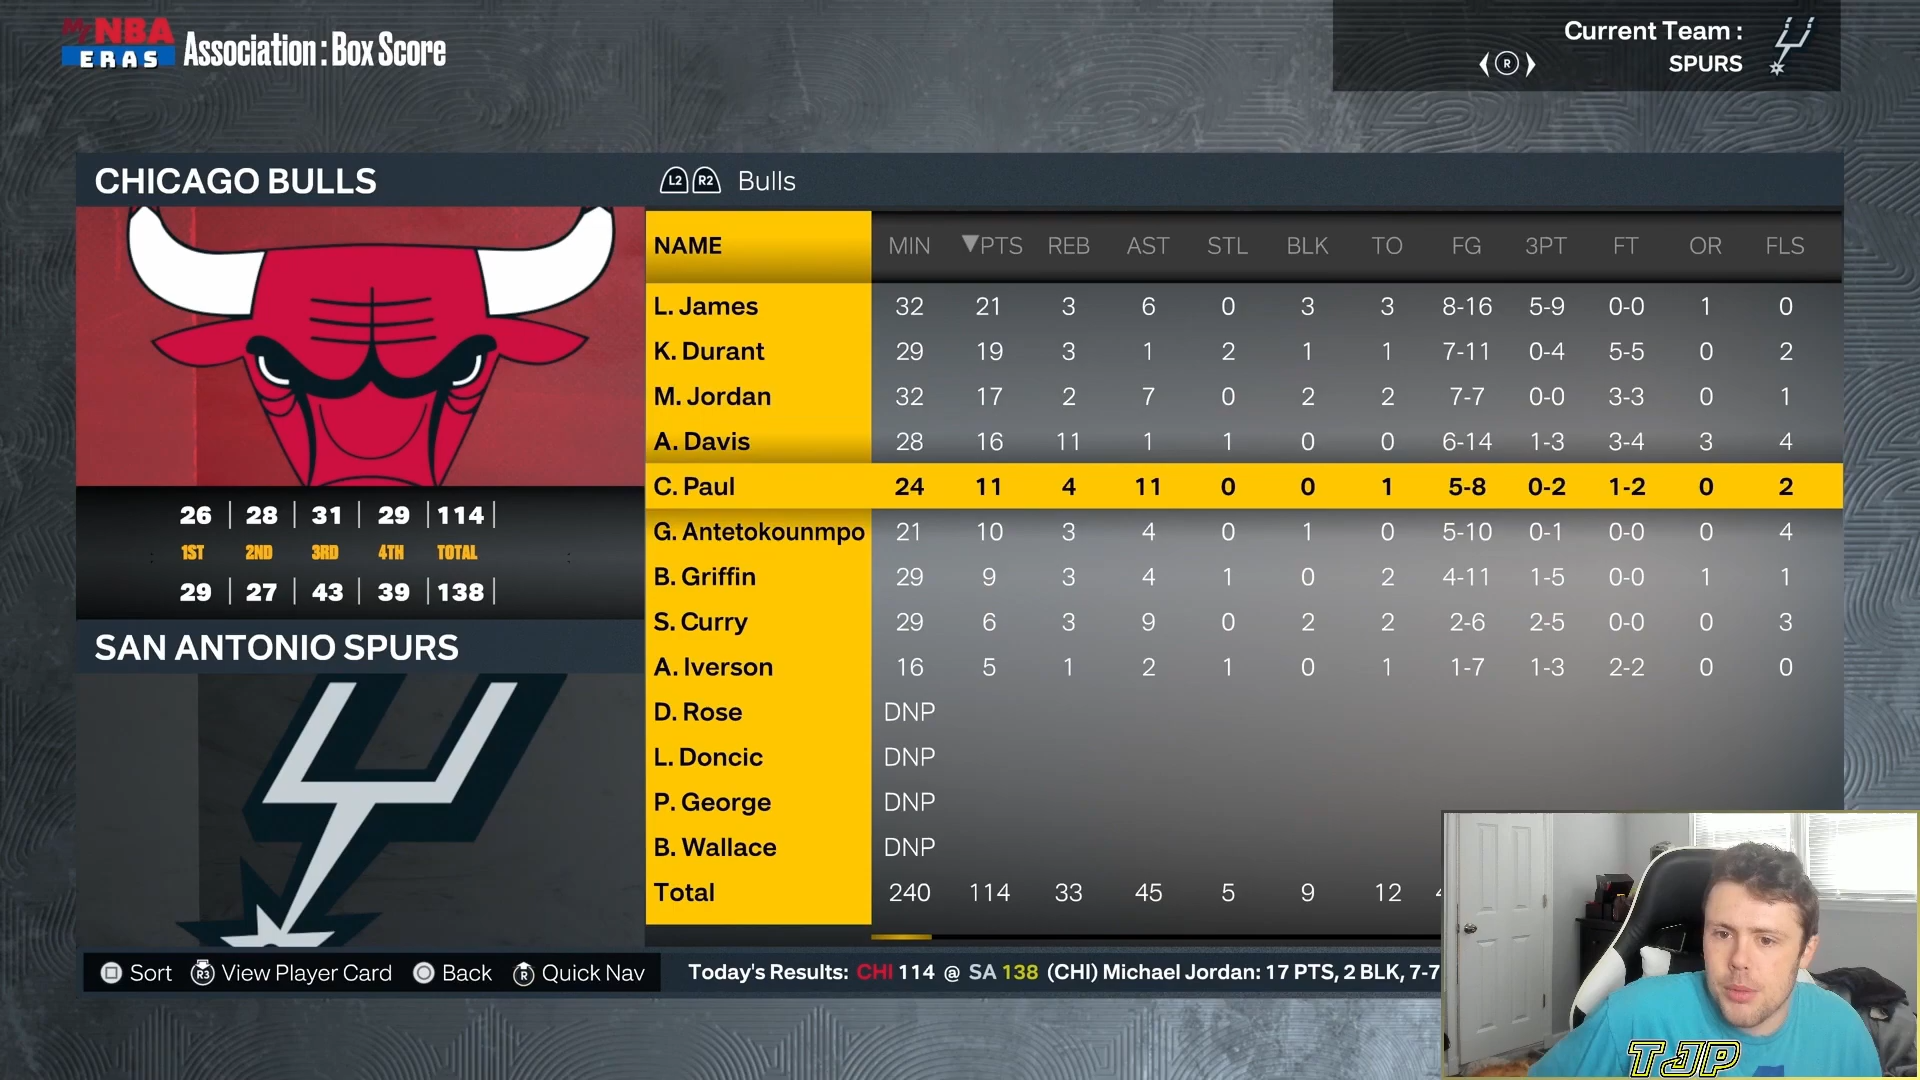 My NBA ERAS Association : Box Score
Current Team :
R SPURS
CHICAGO BULLS
L2 R2 Bulls
NAME MIN ▼PTS REB AST STL BLK TO FG 3PT FT OR FLS
L. James 32 21 3 6 0 3 3 8-16 5-9 0-0 1 0
K. Durant 29 19 3 1 2 1 1 7-11 0-4 5-5 0 2
M. Jordan 32 17 2 7 0 2 2 7-7 0-0 3-3 0 1
A. Davis 28 16 11 1 1 0 0 6-14 1-3 3-4 3 4
C. Paul 24 11 4 11 0 0 1 5-8 0-2 1-2 0 2
G. Antetokounmpo 21 10 3 4 0 1 0 5-10 0-1 0-0 0 4
B. Griffin 29 9 3 4 1 0 2 4-11 1-5 0-0 1 1
S. Curry 29 6 3 9 0 2 2 2-6 2-5 0-0 0 3
A. Iverson 16 5 1 2 1 0 1 1-7 1-3 2-2 0 0
D. Rose DNP
L. Doncic DNP
P. George DNP
B. Wallace DNP
Total 240 114 33 45 5 9 12
26 | 28 | 31 | 29 | 114 |
1ST 2ND 3RD 4TH TOTAL
29 | 27 | 43 | 39 | 138 |
SAN ANTONIO SPURS
Sort R3 View Player Card Back R Quick Nav
Today's Results: CHI 114 @ SA 138 (CHI) Michael Jordan: 17 PTS, 2 BLK, 7-7
TJP